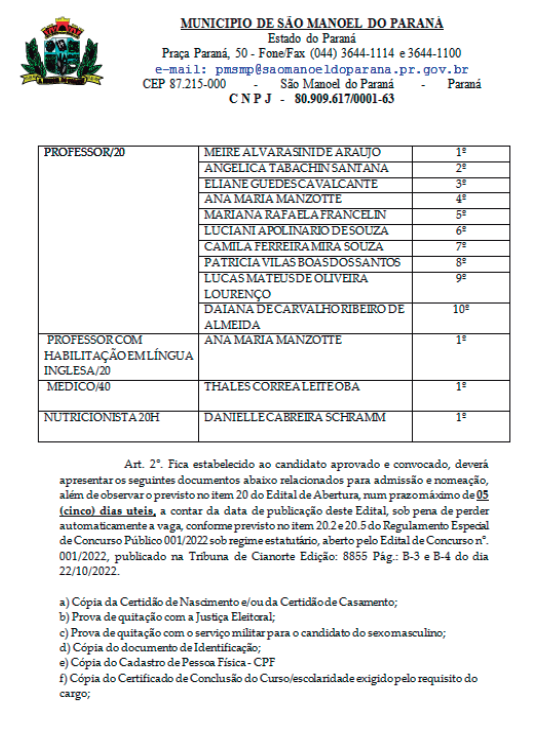 MUNICIPIO DE SÃO MANOEL DO PARANÁ
Estado do Paraná
Praça Paraná, 50 - Fone/Fax (044) 3644-1114 e 3644-1100
e-mail: pmsmp@saomanoeldoparana.pr.gov.br
CEP 87.215-000 - São Manoel do Paraná - Paraná
C N P J - 80.909.617/0001-63
PROFESSOR/20 MEIRE ALVARASINI DE ARAUJO 1º
ANGELICA TABACHIN SANTANA 2º
ELIANE GUEDES CAVALCANTE 3º
ANA MARIA MANZOTTE 4º
MARIANA RAFAELA FRANCELIN 5º
LUCIANI APOLINARIO DE SOUZA 6º
CAMILA FERREIRA MIRA SOUZA 7º
PATRICIA VILAS BOAS DOS SANTOS 8º
LUCAS MATEUS DE OLIVEIRA 9º
LOURENÇO
DAIANA DE CARVALHO RIBEIRO DE 10º
ALMEIDA
PROFESSOR COM ANA MARIA MANZOTTE 1º
HABILITAÇÃO EM LÍNGUA
INGLESA/20
MEDICO/40 THALES CORREA LEITE OBA 1º
NUTRICIONISTA 20H DANIELLE CABREIRA SCHRAMM 1º
Art. 2°. Fica estabelecido ao candidato aprovado e convocado, deverá
apresentar os seguintes documentos abaixo relacionados para admissão e nomeação,
além de observar o previsto no item 20 do Edital de Abertura, num prazo máximo de 05
(cinco) dias uteis, a contar da data de publicação deste Edital, sob pena de perder
automaticamente a vaga, conforme previsto no item 20.2 e 20.5 do Regulamento Especial
de Concurso Público 001/2022 sob regime estatutário, aberto pelo Edital de Concurso n°.
001/2022, publicado na Tribuna de Cianorte Edição: 8855 Pág.: B-3 e B-4 do dia
22/10/2022.
a) Cópia da Certidão de Nascimento e/ou da Certidão de Casamento;
b) Prova de quitação com a Justiça Eleitoral;
c) Prova de quitação com o serviço militar para o candidato do sexo masculino;
d) Cópia do documento de Identificação;
e) Cópia do Cadastro de Pessoa Física - CPF
f) Cópia do Certificado de Conclusão do Curso/escolaridade exigido pelo requisito do
cargo;